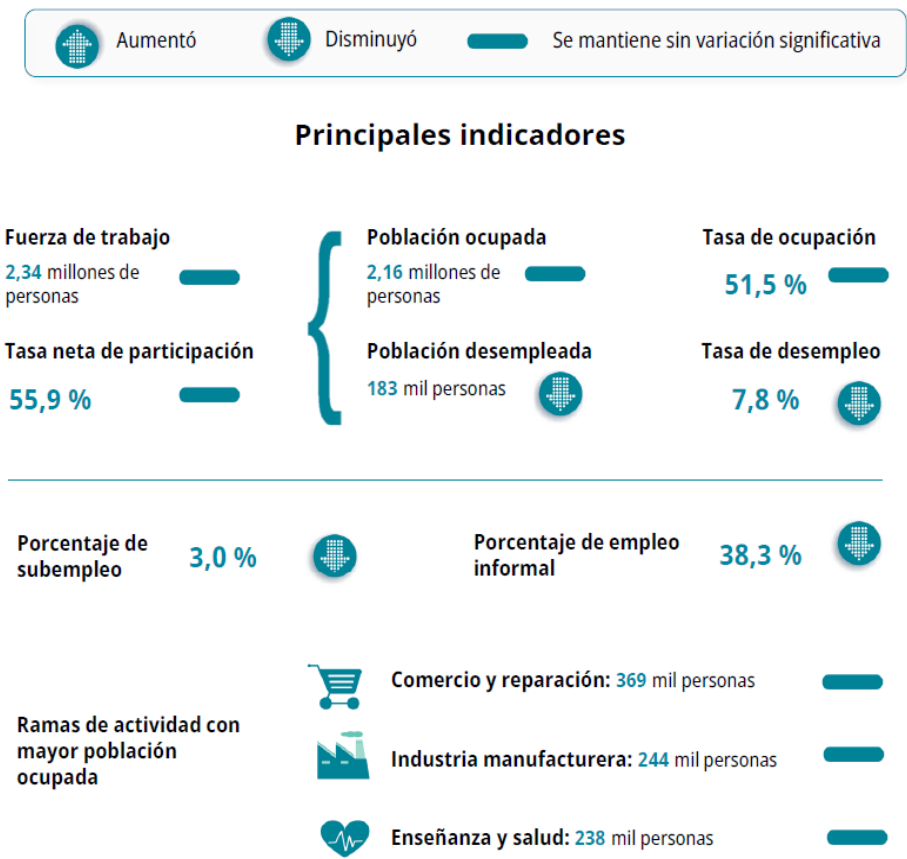 Aumentó
Disminuyó
Se mantiene sin variación significativa
Principales indicadores
Fuerza de trabajo
2,34 millones de
personas
Tasa neta de participación
55,9 %
Población ocupada
2,16 millones de
personas
Población desempleada
183 mil personas
Tasa de ocupación
51,5 %
Tasa de desempleo
7,8 %
Porcentaje de
subempleo
3,0 %
Porcentaje de empleo
informal
38,3 %
Ramas de actividad con
mayor población
ocupada
Comercio y reparación: 369 mil personas
Industria manufacturera: 244 mil personas
Enseñanza y salud: 238 mil personas